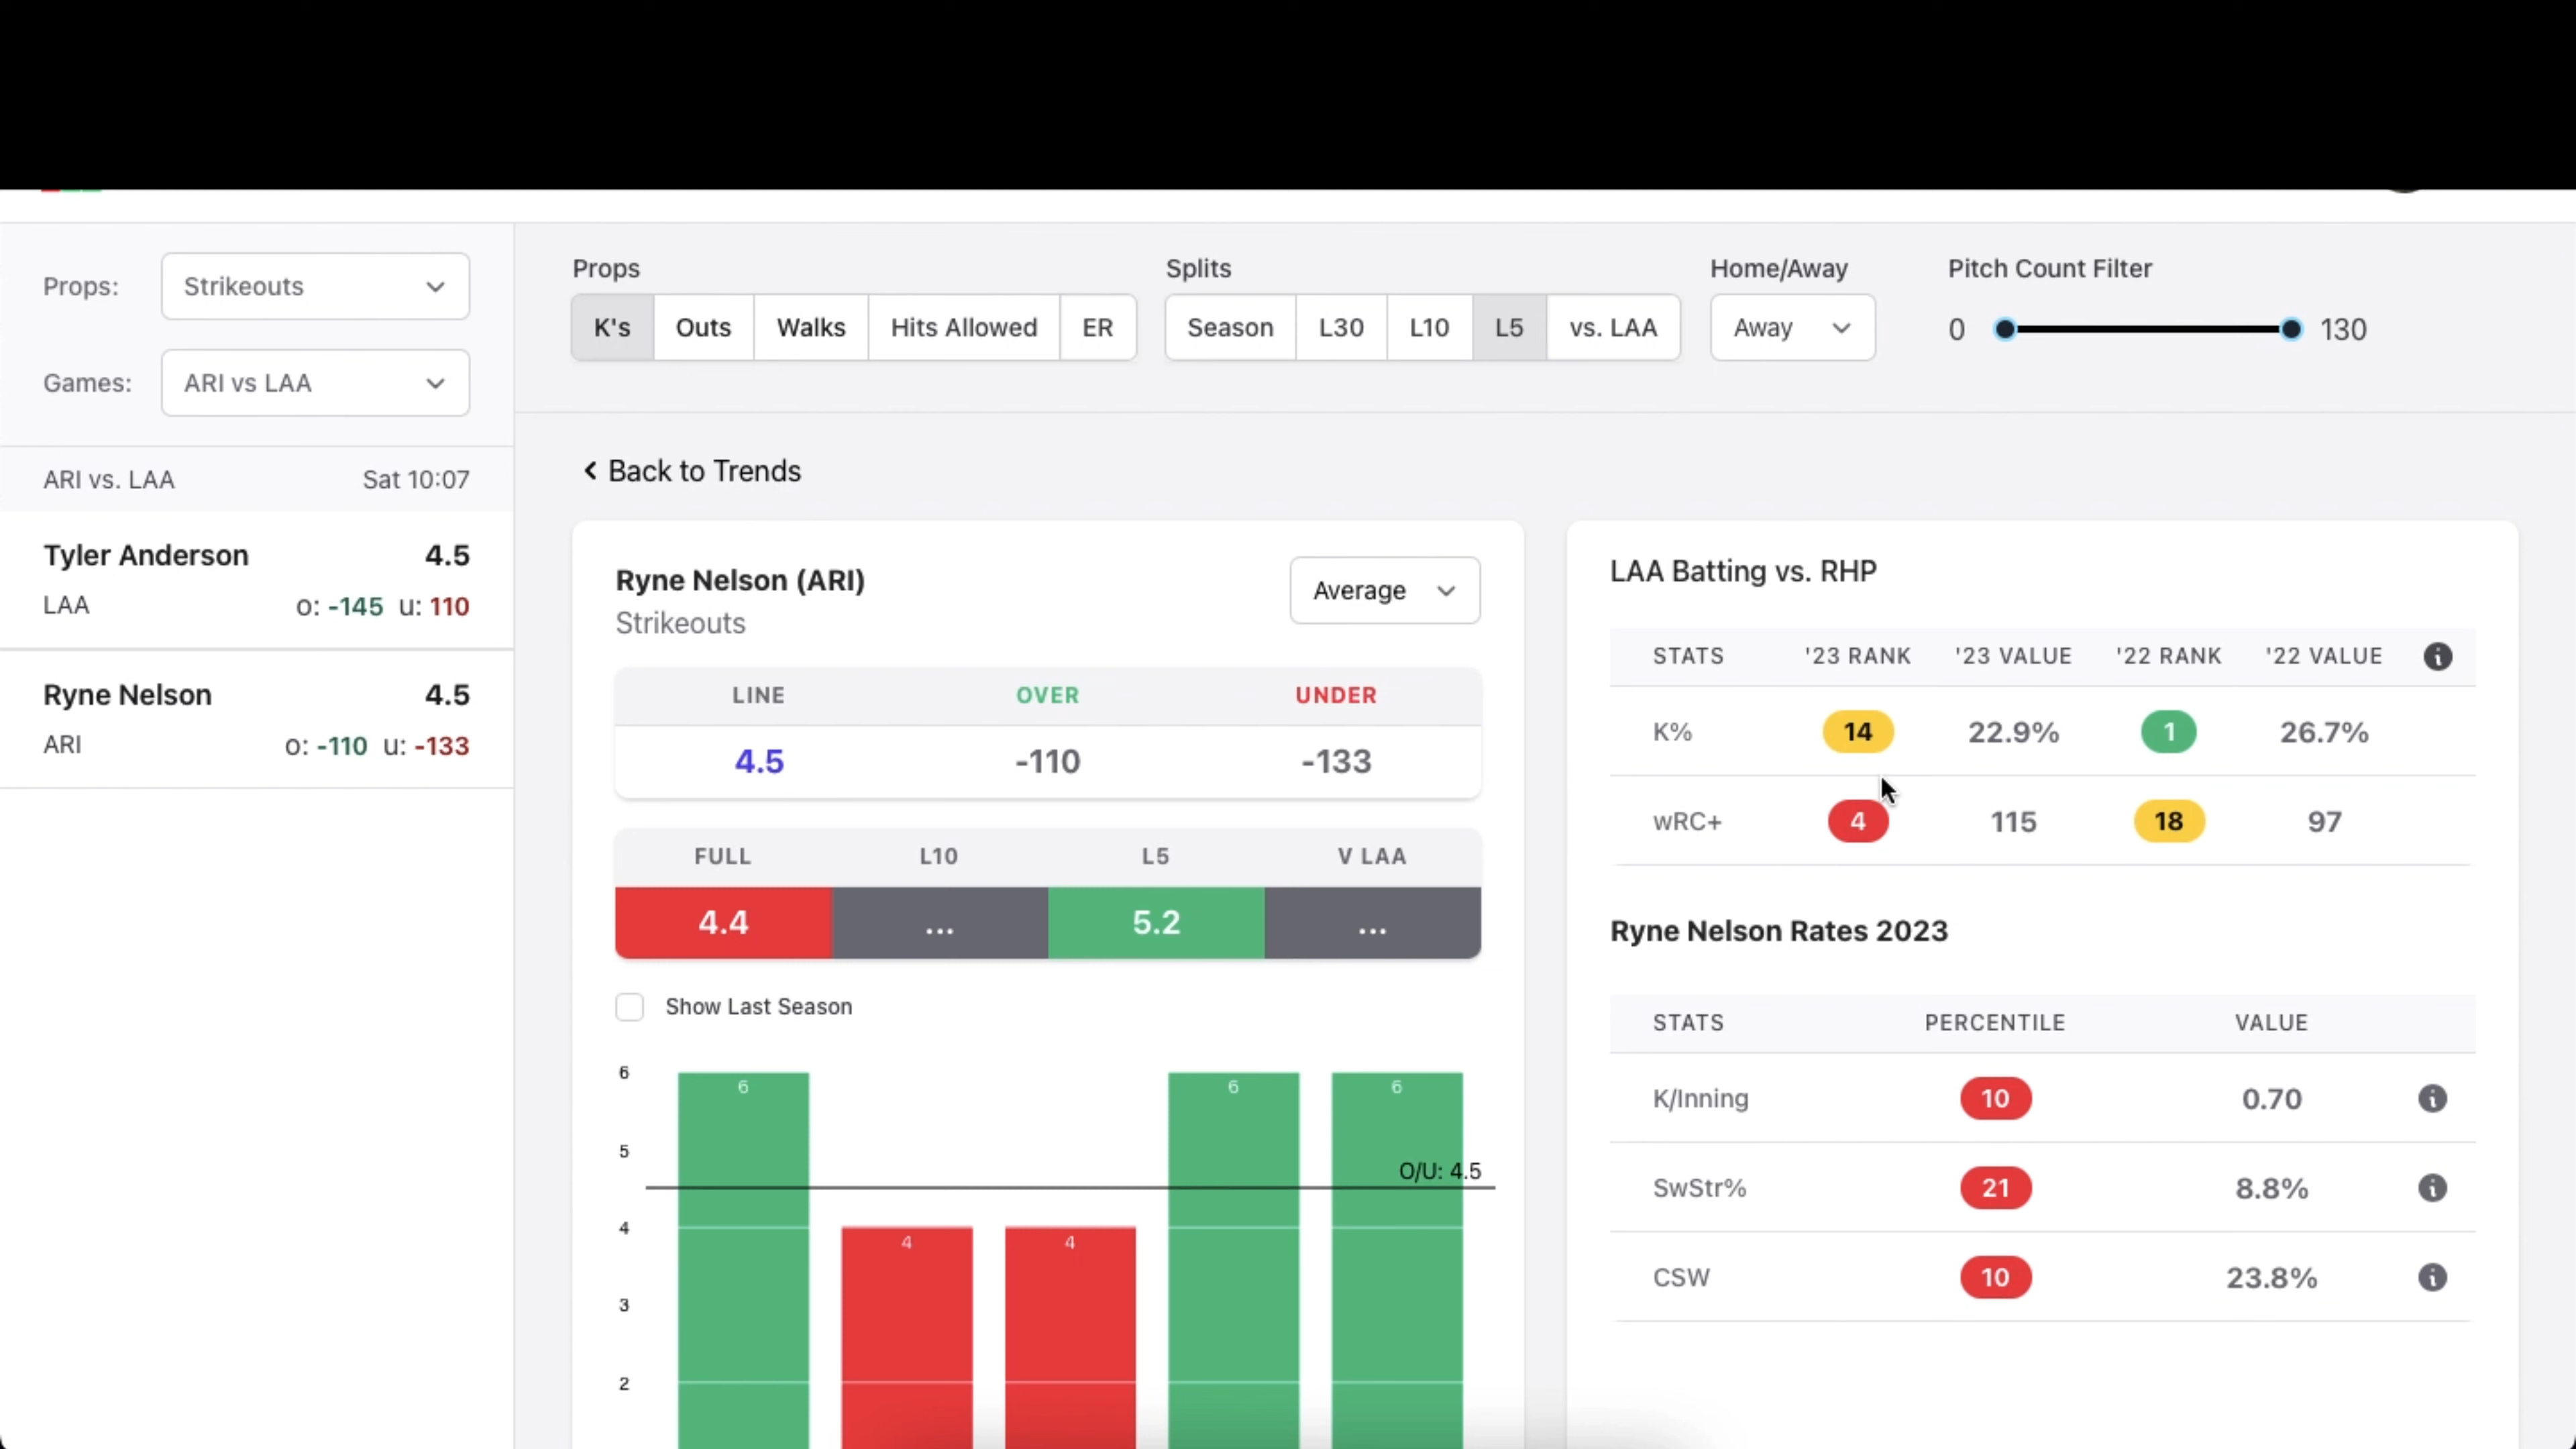 Props: Strikeouts
Games: ARI vs LAA
ARI vs. LAA Sat 10:07
Tyler Anderson 4.5
LAA o: -145 u: 110
Ryne Nelson 4.5
ARI o: -110 u: -133
Props Splits Home/Away Pitch Count Filter
K's Outs Walks Hits Allowed ER Season L30 L10 L5 vs. LAA Away 0 130
Back to Trends
Ryne Nelson (ARI) Average
Strikeouts
LINE OVER UNDER
4.5 -110 -133
FULL L10 L5 V LAA
4.4 ... 5.2 ...
Show Last Season
6
5
4
3
2
6 4 4 6 6
O/U: 4.5
LAA Batting vs. RHP
STATS '23 RANK '23 VALUE '22 RANK '22 VALUE
K% 14 22.9% 1 26.7%
wRC+ 4 115 18 97
Ryne Nelson Rates 2023
STATS PERCENTILE VALUE
K/Inning 10 0.70
SwStr% 21 8.8%
CSW 10 23.8%